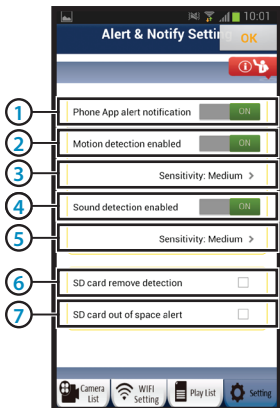 10:01
Alert & Notify Setting
OK
1 Phone App alert notification ON
2 Motion detection enabled ON
3 Sensitivity: Medium >
4 Sound detection enabled ON
5 Sensitivity: Medium >
6 SD card remove detection
7 SD card out of space alert
Camera List
WIFI Setting
Play List
Setting